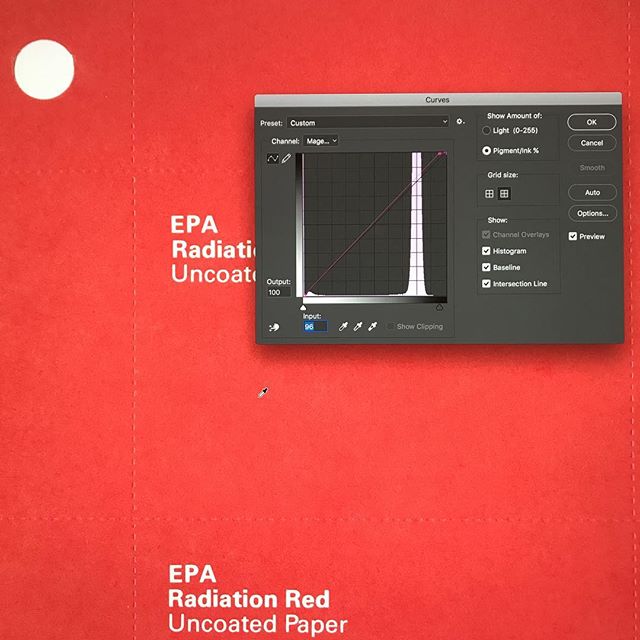 Curves
Preset: Custom
Channel: Mage...
Show Amount of:
Light (0-255)
Pigment/Ink %
Grid size:
Show:
Channel Overlays
Histogram
Baseline
Intersection Line
OK
Cancel
Smooth
Auto
Options...
Preview
Output:
100
Input:
96
Show Clipping
EPA
Radiatio
Uncoate
EPA
Radiation Red
Uncoated Paper